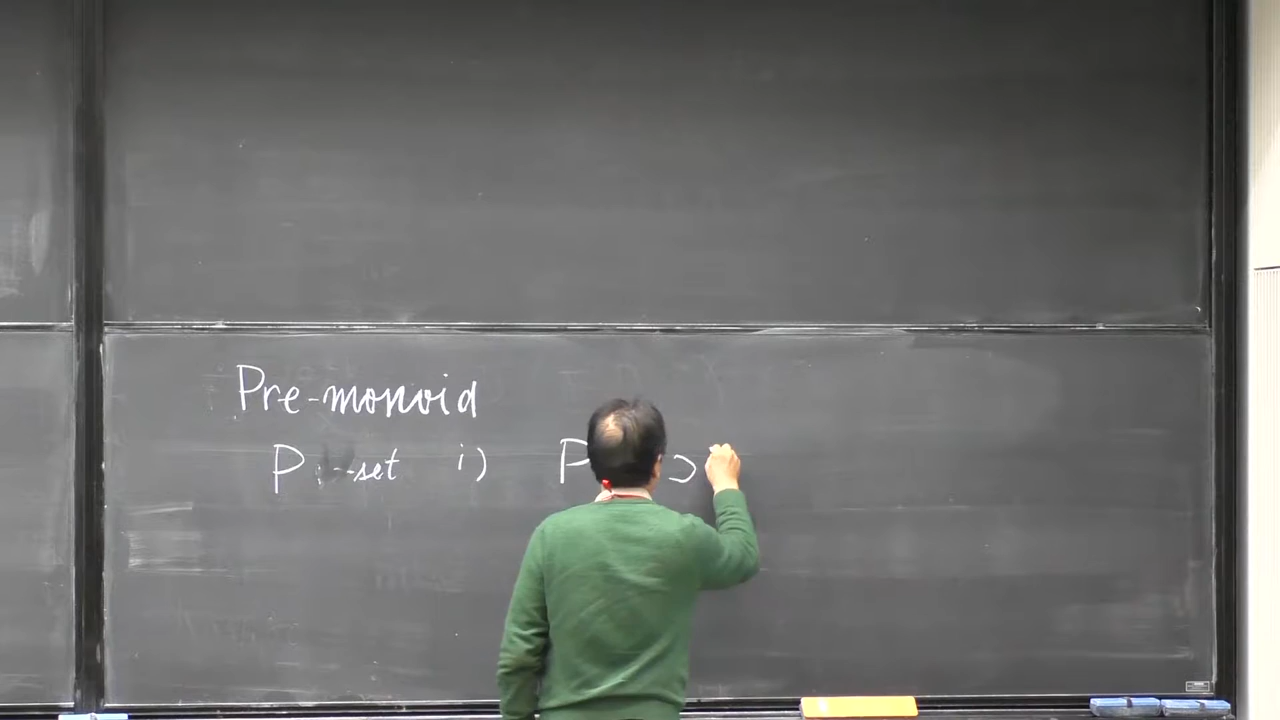 Pre-monoid
P : set i) P ⊃